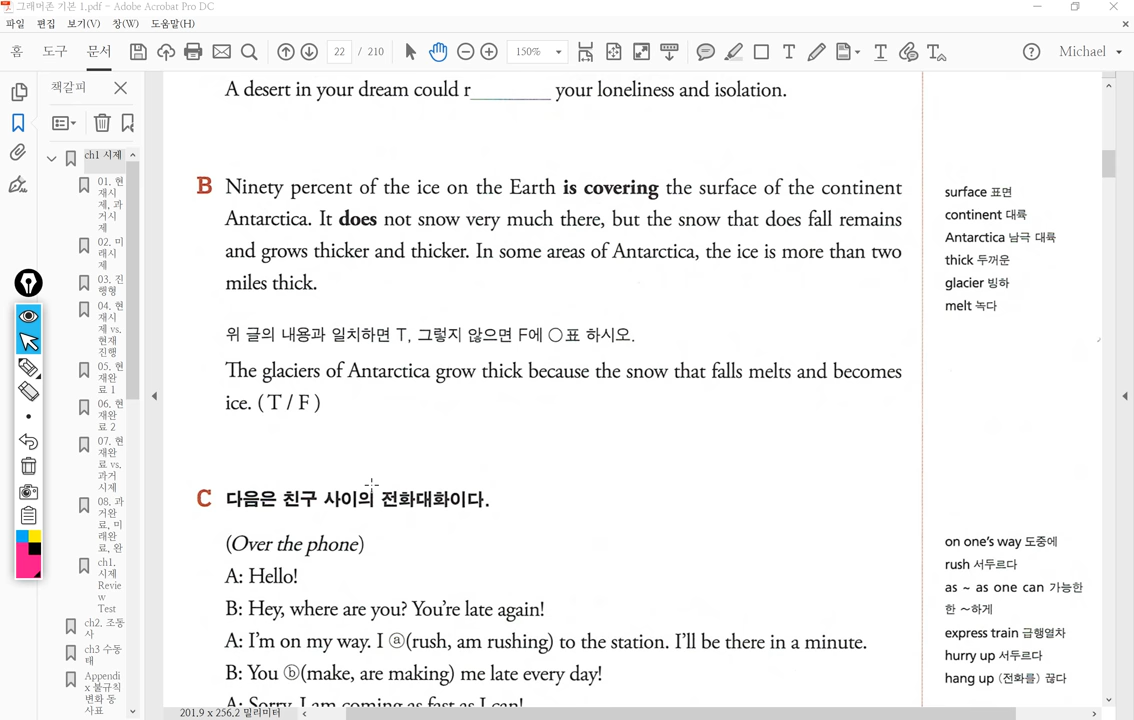 그래머존 기본 1.pdf - Adobe Acrobat Pro DC
파일 편집 보기(V) 창(W) 도움말(H)
홈 도구 문서 22 / 210 150% Michael
책갈피
ch1 시제
01. 현재시제, 과거시제
02. 미래시제
03. 진행형
04. 현재시제 vs. 현재진행
05. 현재완료 1
06. 현재완료 2
07. 현재완료 vs. 과거시제
08. 과거완료, 미래완료, 완
ch1. 시제 Review Test
ch2. 조동사
ch3 수동태
Appendix 불규칙 변화 동사표
A desert in your dream could r________ your loneliness and isolation.
B Ninety percent of the ice on the Earth is covering the surface of the continent
Antarctica. It does not snow very much there, but the snow that does fall remains
and grows thicker and thicker. In some areas of Antarctica, the ice is more than two
miles thick.
위 글의 내용과 일치하면 T, 그렇지 않으면 F에 ○표 하시오.
The glaciers of Antarctica grow thick because the snow that falls melts and becomes
ice. ( T / F )
surface 표면
continent 대륙
Antarctica 남극 대륙
thick 두꺼운
glacier 빙하
melt 녹다
C 다음은 친구 사이의 전화대화이다.
(Over the phone)
A: Hello!
B: Hey, where are you? You're late again!
A: I'm on my way. I ⓐ(rush, am rushing) to the station. I'll be there in a minute.
B: You ⓑ(make, are making) me late every day!
A: Sorry, I am coming as fast as I can!
on one's way 도중에
rush 서두르다
as ~ as one can 가능한
한 ~하게
express train 급행열차
hurry up 서두르다
hang up (전화를) 끊다
201.9 x 256.2 밀리미터